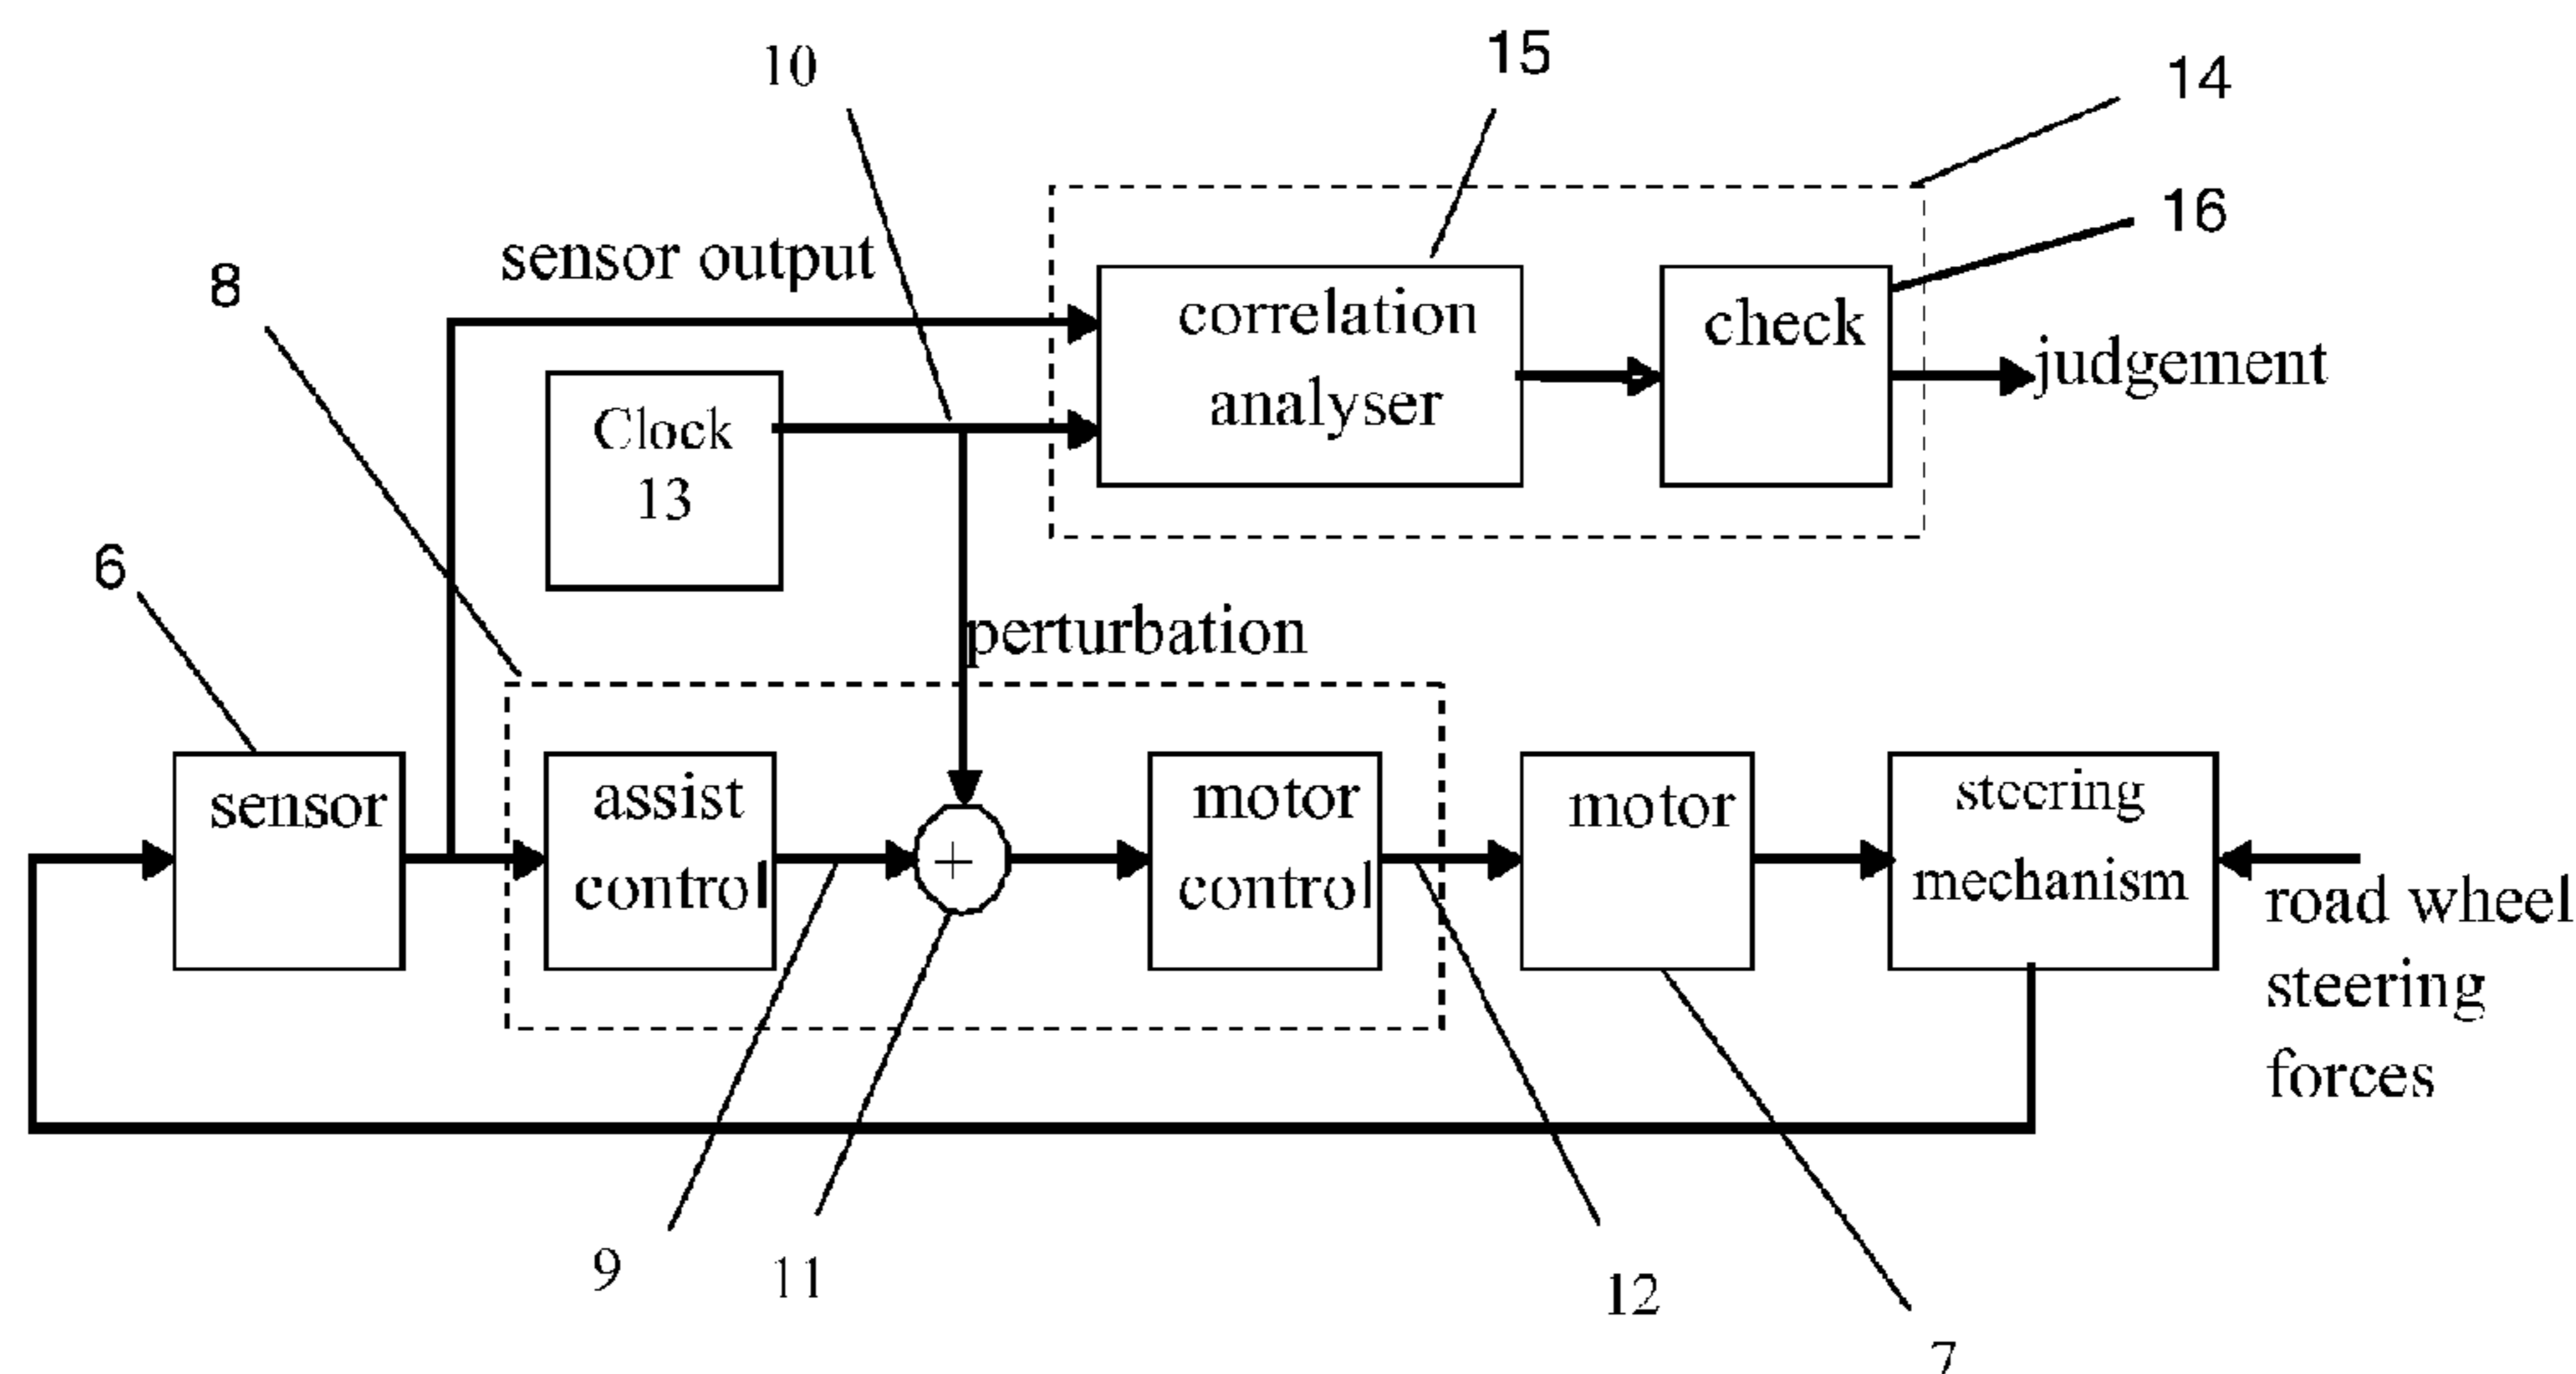 10
15
14
16
sensor output
8
correlation
analyser
check
judgement
Clock
13
6
perturbation
sensor
assist
control
+
motor
control
motor
steering
mechanism
road wheel
steering
forces
9
11
12
7